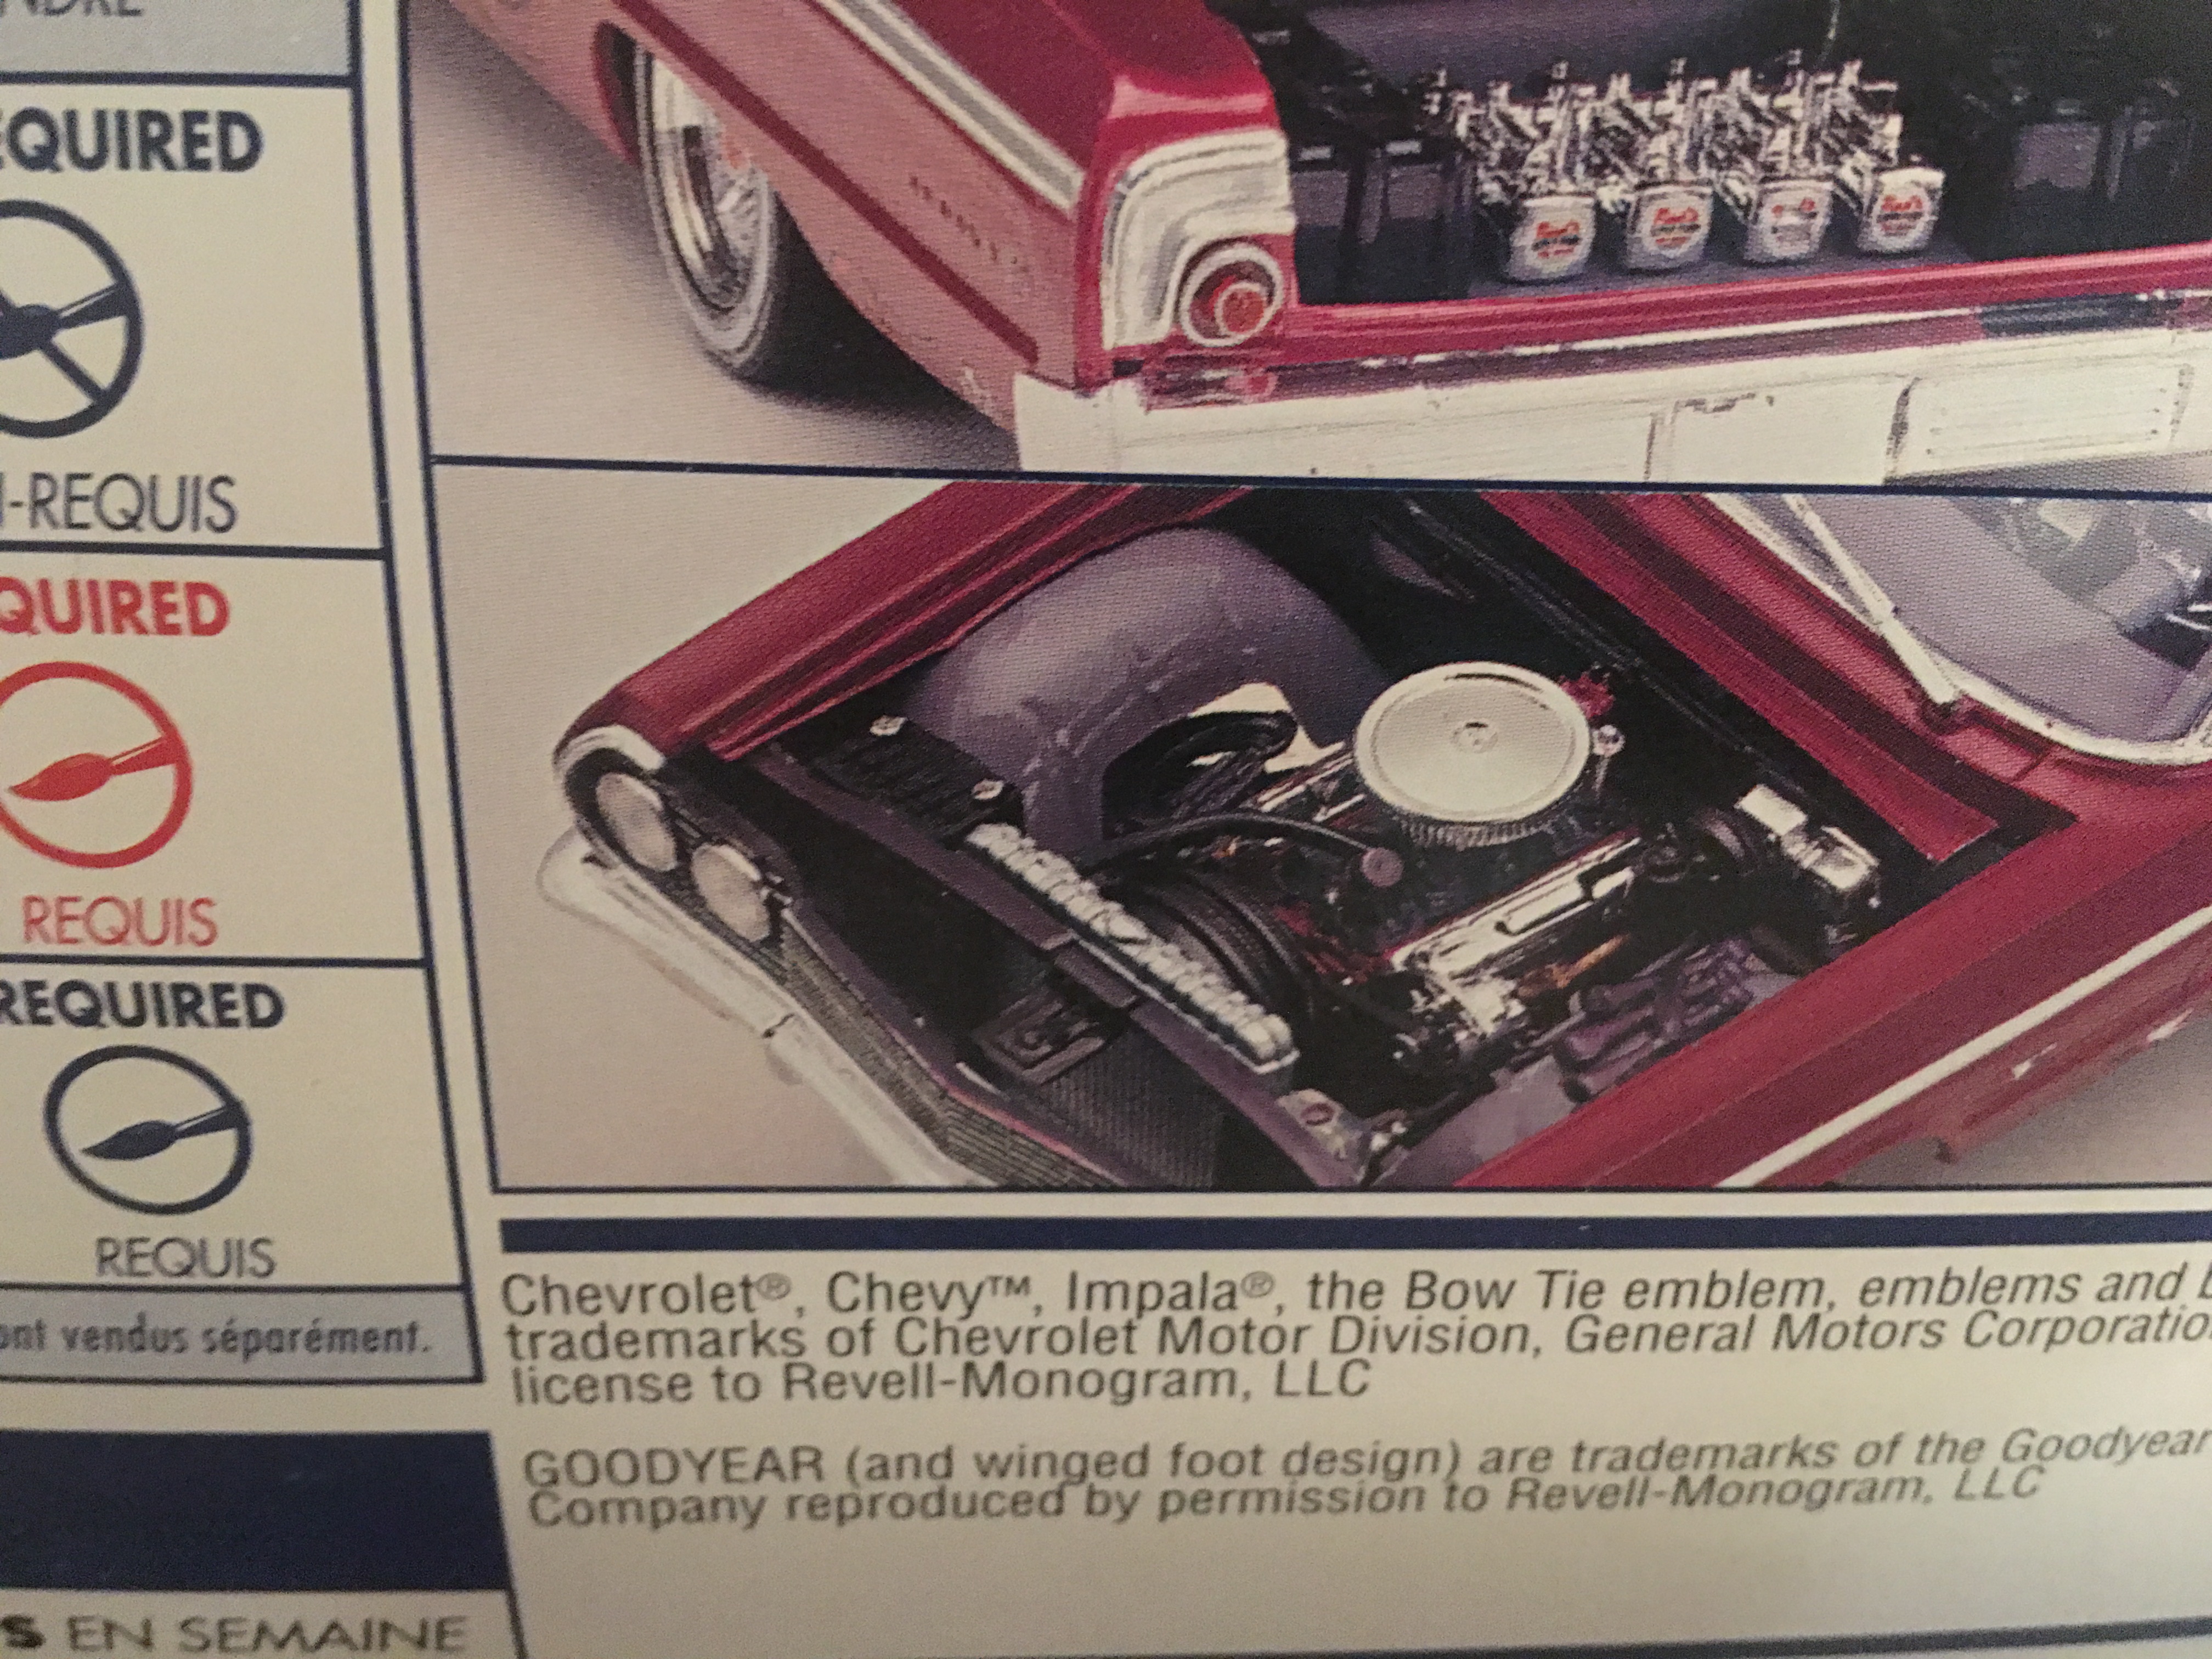 NDRE
EQUIRED
I-REQUIS
QUIRED
REQUIS
REQUIRED
REQUIS
ont vendus séparément.
S EN SEMAINE
Chevrolet®, Chevy™, Impala®, the Bow Tie emblem, emblems and b
trademarks of Chevrolet Motor Division, General Motors Corporatio
license to Revell-Monogram, LLC
GOODYEAR (and winged foot design) are trademarks of the Goodyear
Company reproduced by permission to Revell-Monogram, LLC